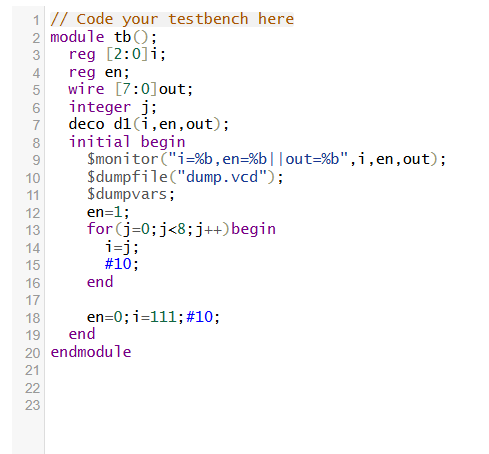 1 // Code your testbench here
2 module tb();
3   reg [2:0]i;
4   reg en;
5   wire [7:0]out;
6   integer j;
7   deco d1(i,en,out);
8   initial begin
9     $monitor("i=%b,en=%b||out=%b",i,en,out);
10     $dumpfile("dump.vcd");
11     $dumpvars;
12     en=1;
13     for(j=0;j<8;j++)begin
14       i=j;
15       #10;
16     end
17
18     en=0;i=111;#10;
19   end
20 endmodule
21
22
23